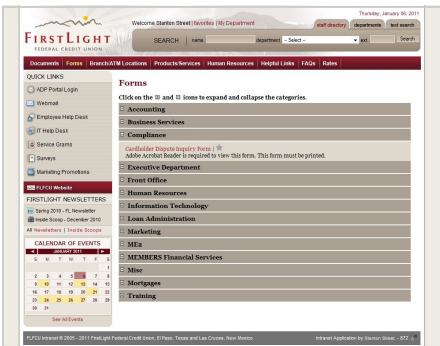 Thursday, January 06, 2011
Welcome Stanton Street | favorites | My Department
staff directory departments text search
FIRSTLIGHT
FEDERAL CREDIT UNION
SEARCH name department -- Select -- ext. Search
Documents Forms Branch/ATM Locations Products/Services Human Resources Helpful Links FAQs Rates
QUICK LINKS
ADP Portal Login
Webmail
Employee Help Desk
IT Help Desk
Service Grams
Surveys
Marketing Promotions
FLFCU Website
FIRSTLIGHT NEWSLETTERS
Spring 2010 - FL Newsletter
Inside Scoop - December 2010
All Newsletters | Inside Scoops
CALENDAR OF EVENTS
JANUARY 2011
S M T W T F S
1
2 3 4 5 6 7 8
9 10 11 12 13 14 15
16 17 18 19 20 21 22
23 24 25 26 27 28 29
30 31
See All Events
Forms
Click on the ⊞ and ⊟ icons to expand and collapse the categories.
Accounting
Business Services
Compliance
Cardholder Dispute Inquiry Form |
Adobe Acrobat Reader is required to view this form. This form must be printed.
Executive Department
Front Office
Human Resources
Information Technology
Loan Administration
Marketing
ME2
MEMBERS Financial Services
Misc
Mortgages
Training
FLFCU Intranet © 2005 - 2011 FirstLight Federal Credit Union, El Paso, Texas and Las Cruces, New Mexico
Intranet Application by Stanton Street - 872